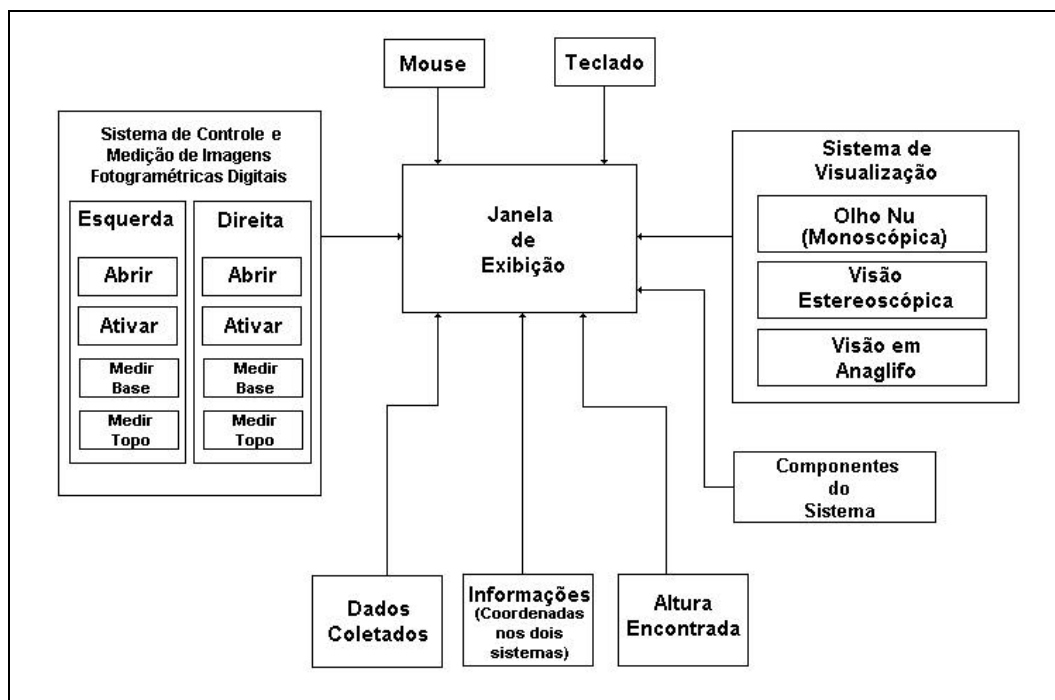 Mouse
Teclado
Sistema de Controle e
Medição de Imagens
Fotogramétricas Digitais
Esquerda
Abrir
Ativar
Medir
Base
Medir
Topo
Direita
Abrir
Ativar
Medir
Base
Medir
Topo
Janela
de
Exibição
Sistema de
Visualização
Olho Nu
(Monoscópica)
Visão
Estereoscópica
Visão em
Anaglifo
Componentes
do
Sistema
Dados
Coletados
Informações
(Coordenadas
nos dois
sistemas)
Altura
Encontrada